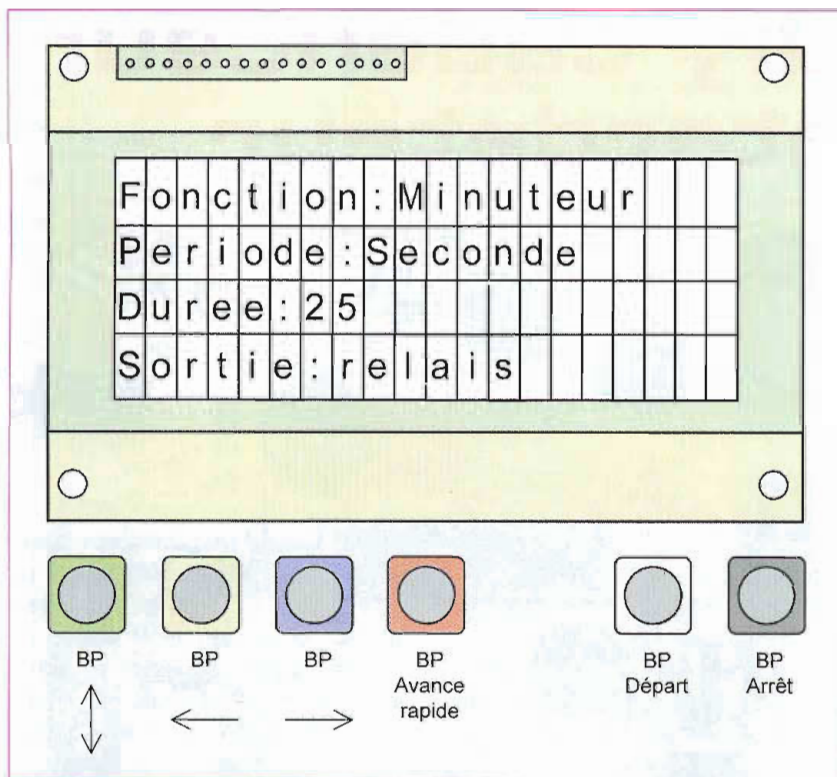 Fonction:Minuteur
Periode:Seconde
Duree:25
Sortie:relais
BP BP BP BP BP BP
Avance Départ Arrêt
rapide